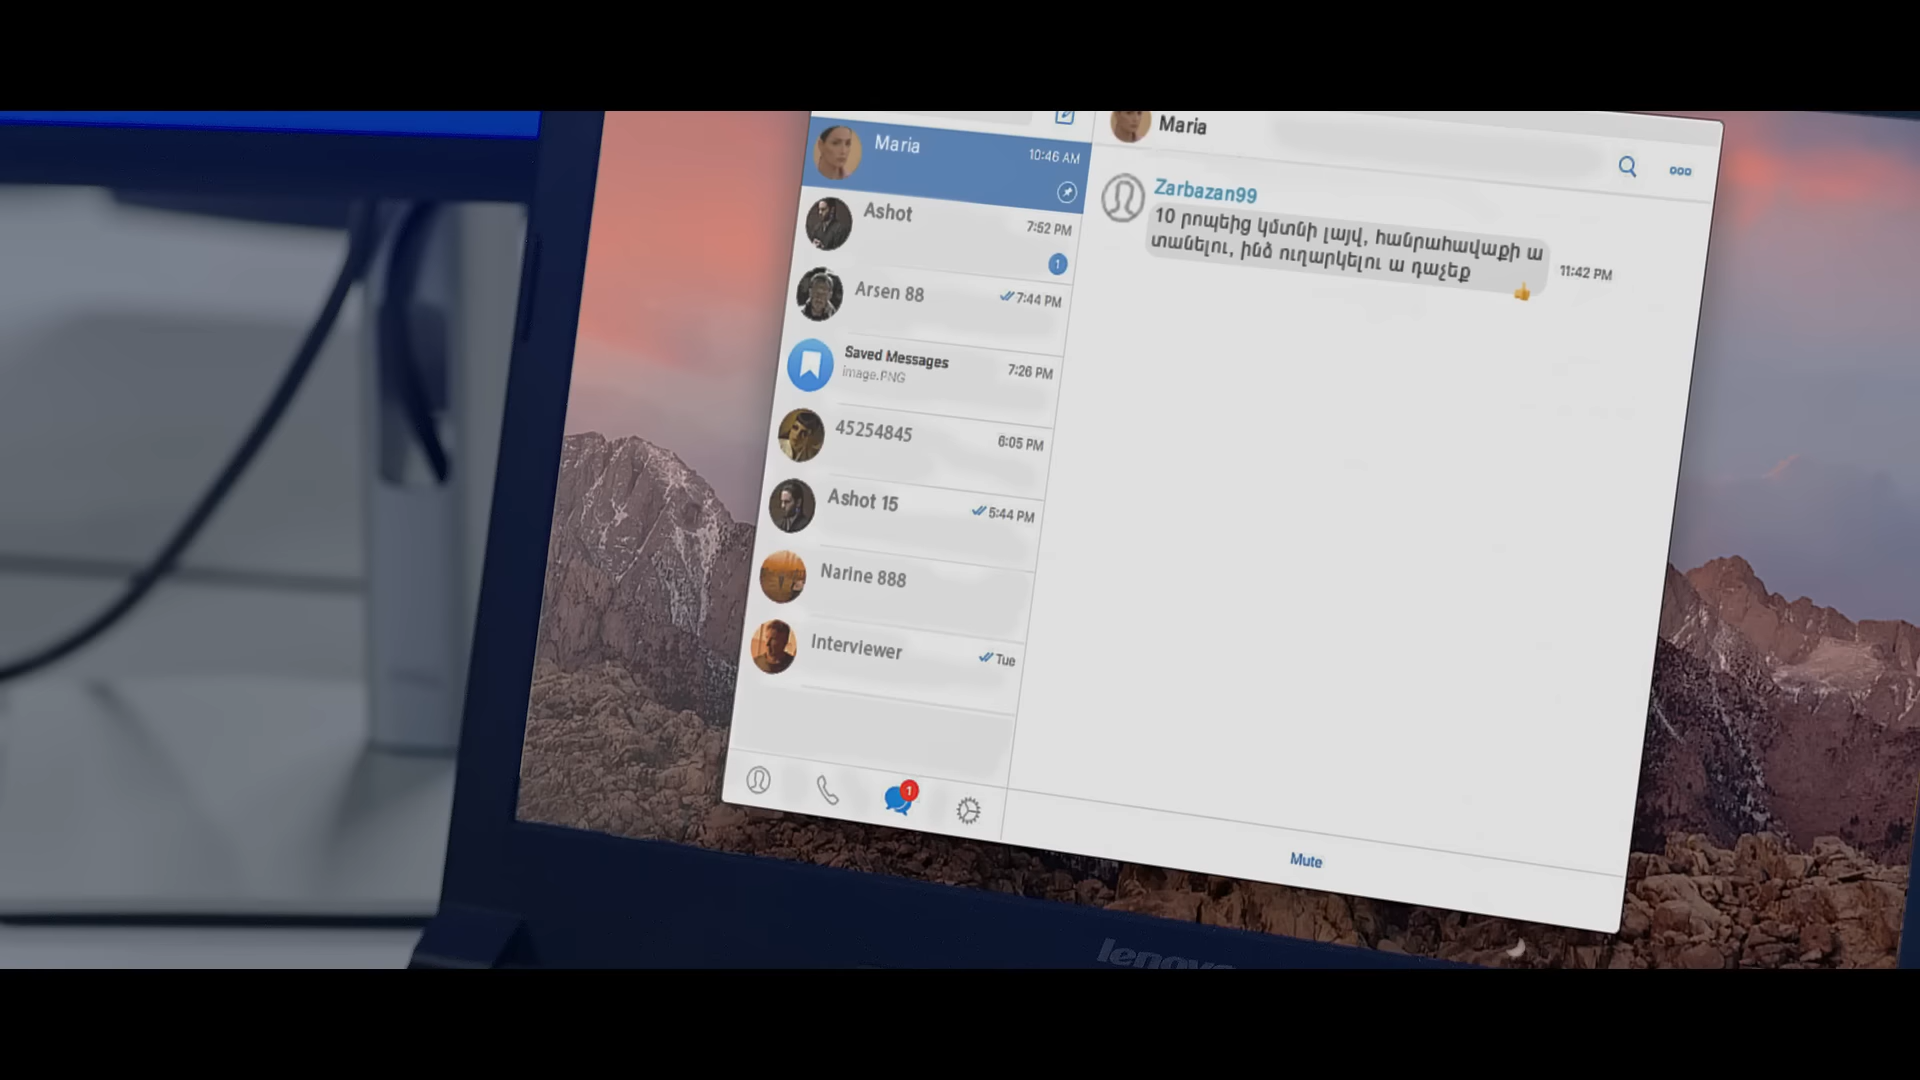 Maria
10:46 AM
Ashot
7:52 PM
1
Arsen 88
7:44 PM
Saved Messages
image.PNG
7:26 PM
45254845
6:05 PM
Ashot 15
5:44 PM
Narine 888
Interviewer
Tue
1
Maria
Zarbazan99
10 րոպեից կմտնի լայվ, հանրահավաքի ա
տանելու, ինձ ուղարկելու ա դաչեք
11:42 PM
Mute
lenovo